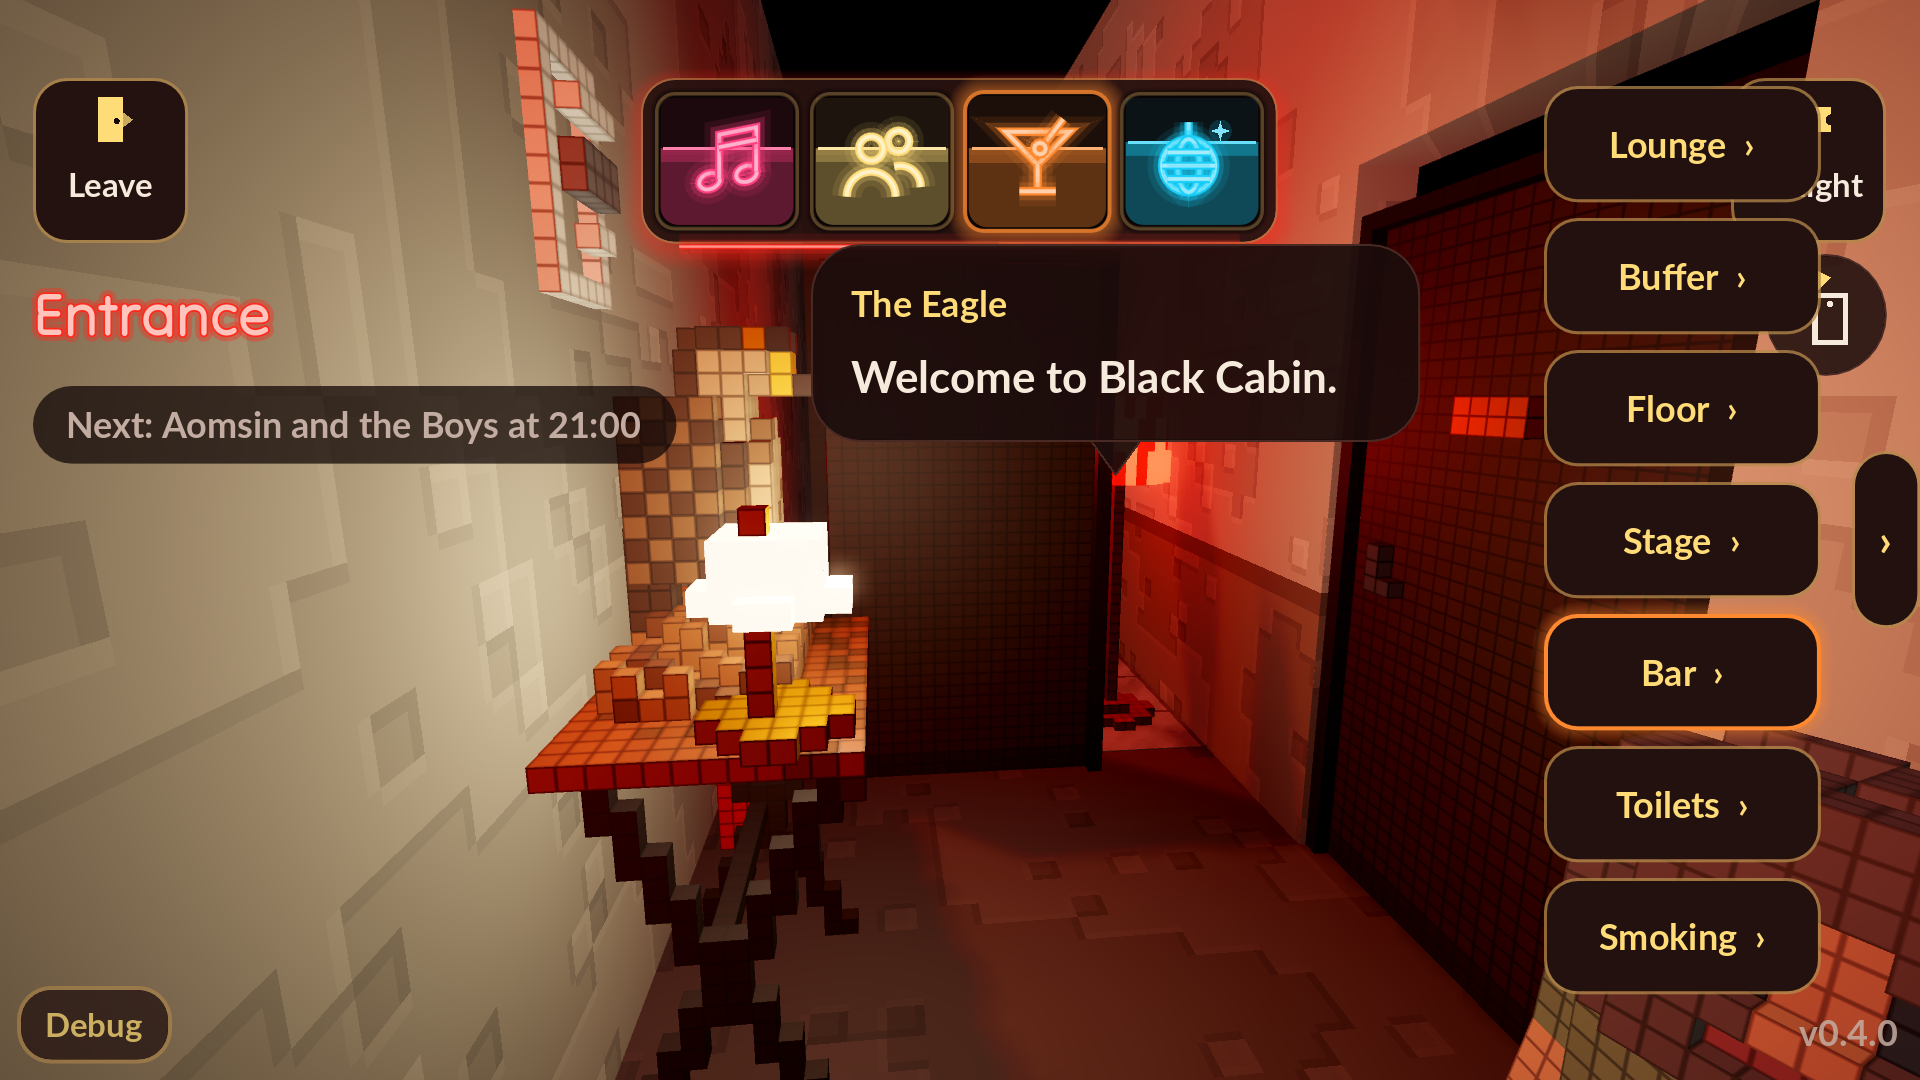 Leave
Entrance
Next: Aomsin and the Boys at 21:00
The Eagle
Welcome to Black Cabin.
Lounge ›
Buffer ›
Floor ›
Stage ›
Bar ›
Toilets ›
Smoking ›
›
Debug
v0.4.0